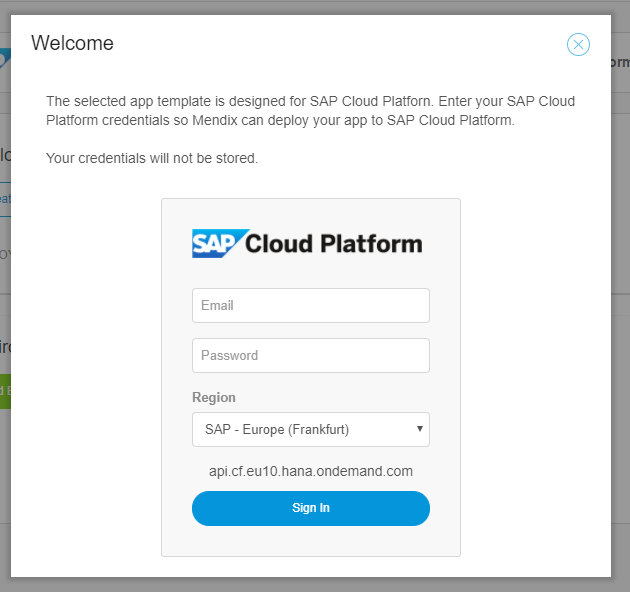 Welcome
The selected app template is designed for SAP Cloud Platforn. Enter your SAP Cloud
Platform credentials so Mendix can deploy your app to SAP Cloud Platform.
Your credentials will not be stored.
SAP Cloud Platform
Email
Password
Region
SAP - Europe (Frankfurt)
api.cf.eu10.hana.ondemand.com
Sign In